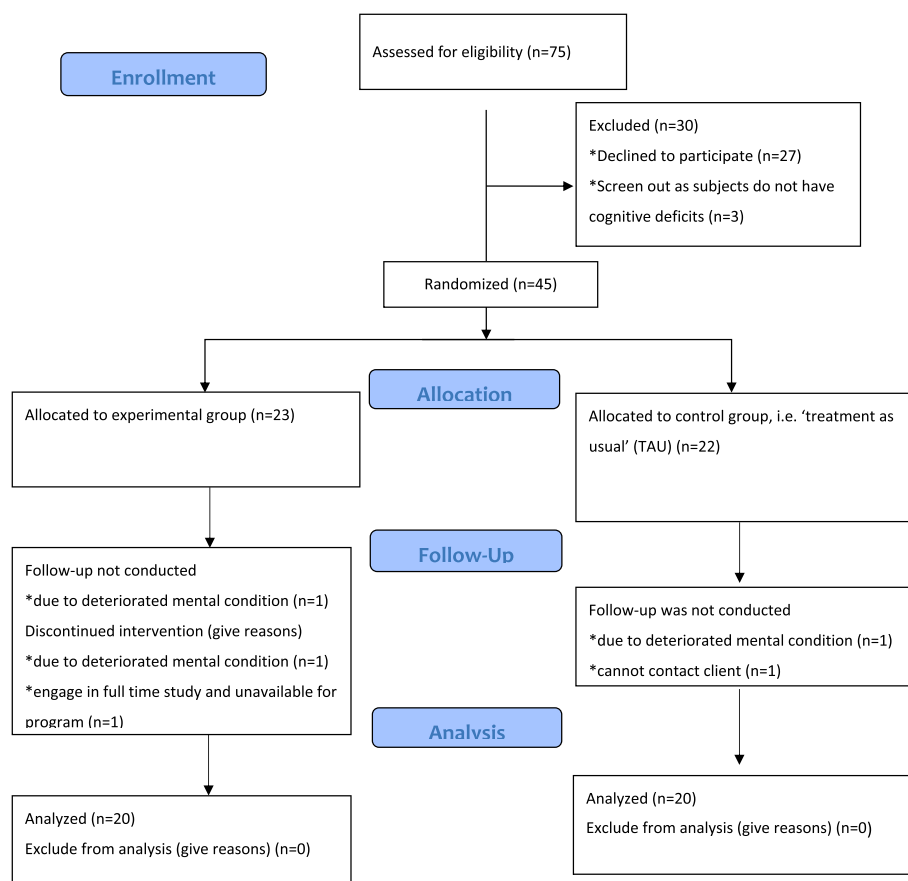 Assessed for eligibility (n=75)
Enrollment
Excluded (n=30)
*Declined to participate (n=27)
*Screen out as subjects do not have
cognitive deficits (n=3)
Randomized (n=45)
Allocation
Allocated to experimental group (n=23)
Allocated to control group, i.e. ‘treatment as
usual’ (TAU) (n=22)
Follow-Up
Follow-up not conducted
*due to deteriorated mental condition (n=1)
Discontinued intervention (give reasons)
*due to deteriorated mental condition (n=1)
*engage in full time study and unavailable for
program (n=1)
Follow-up was not conducted
*due to deteriorated mental condition (n=1)
*cannot contact client (n=1)
Analysis
Analyzed (n=20)
Exclude from analysis (give reasons) (n=0)
Analyzed (n=20)
Exclude from analysis (give reasons) (n=0)